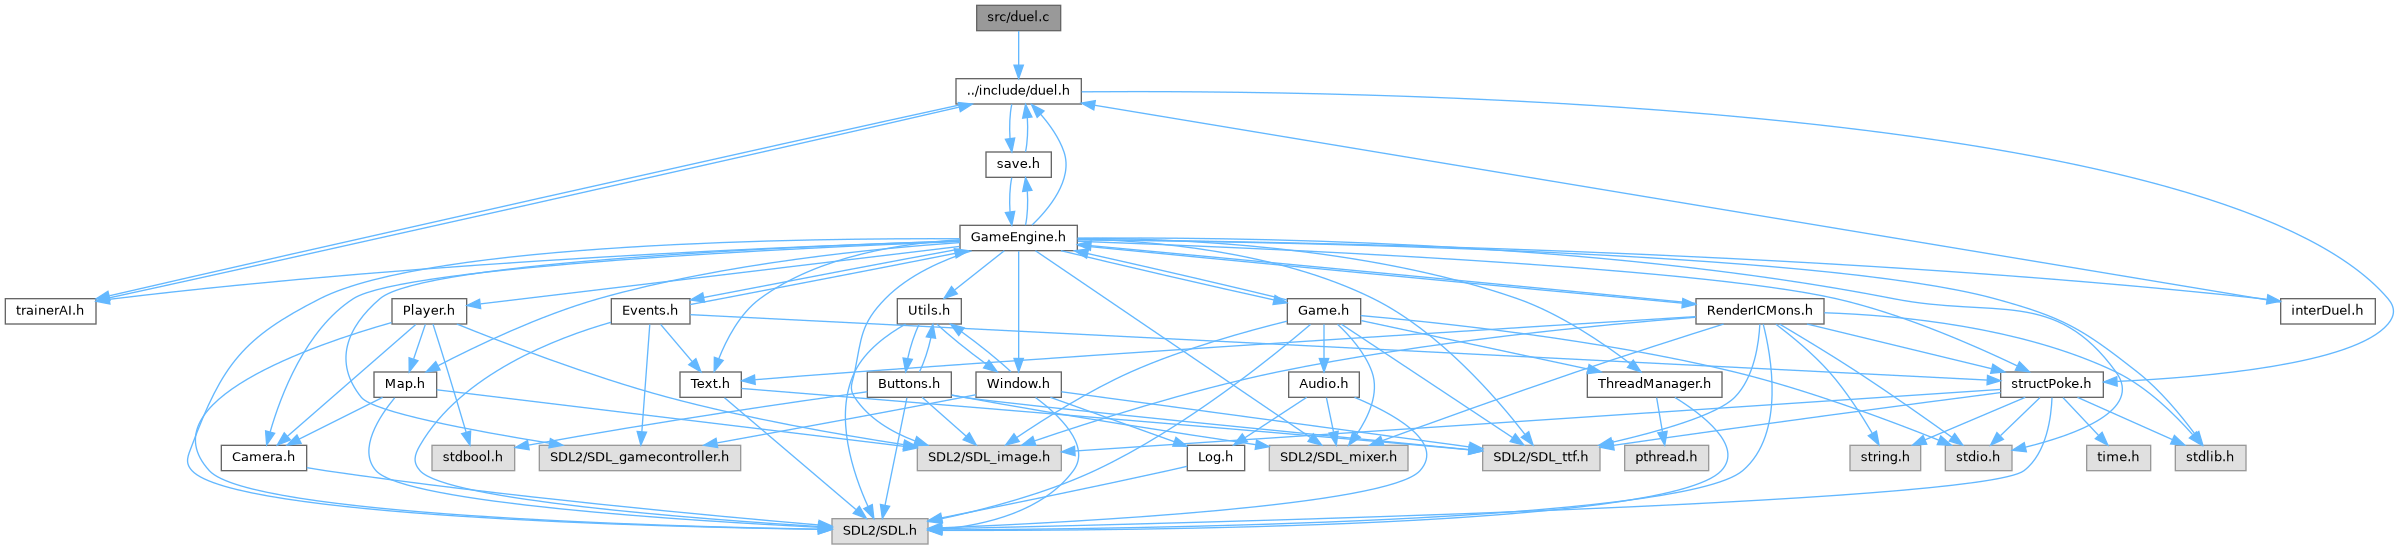 src/duel.c
../include/duel.h
save.h
GameEngine.h
trainerAI.h
Player.h
Events.h
Utils.h
Game.h
RenderICMons.h
interDuel.h
Map.h
Text.h
Buttons.h
Window.h
Audio.h
ThreadManager.h
structPoke.h
Camera.h
stdbool.h
SDL2/SDL_gamecontroller.h
SDL2/SDL_image.h
Log.h
SDL2/SDL_mixer.h
SDL2/SDL_ttf.h
pthread.h
string.h
stdio.h
time.h
stdlib.h
SDL2/SDL.h